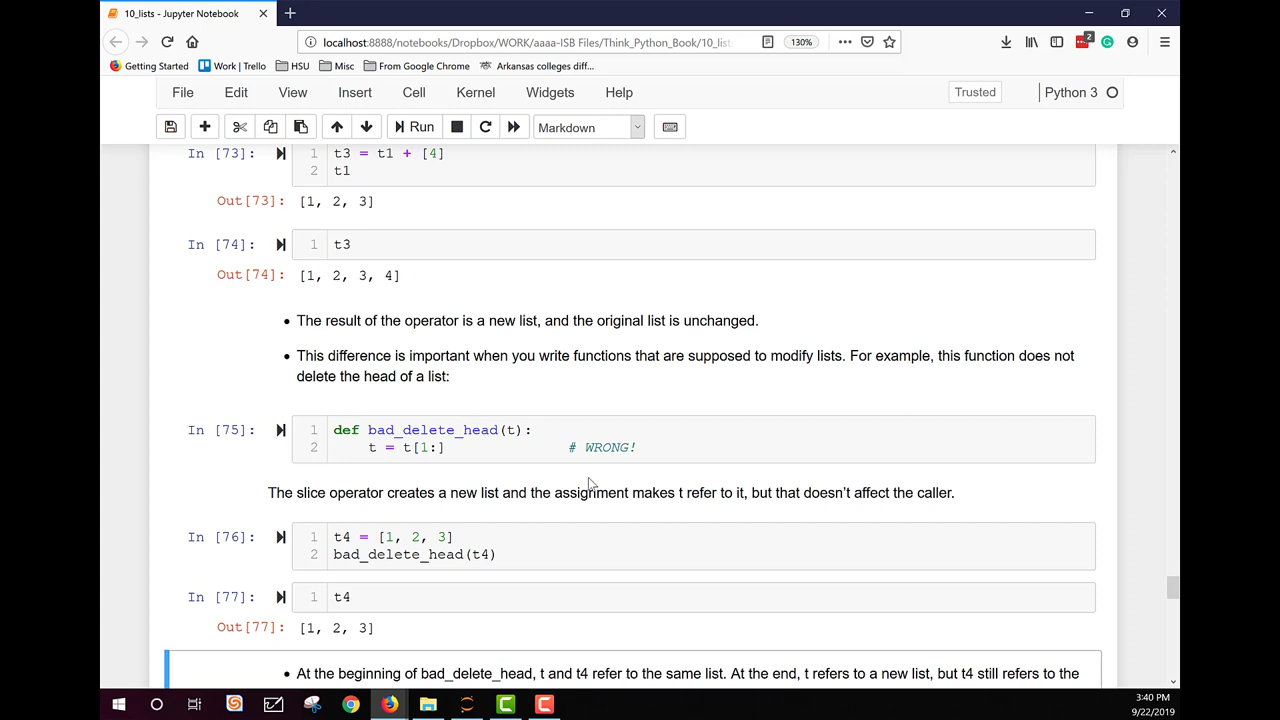 10_lists - Jupyter Notebook
localhost:8888/notebooks/Dropbox/WORK/aaaa-ISB Files/Think_Python_Book/10_lists
130%
2
Getting Started
Work | Trello
HSU
Misc
From Google Chrome
Arkansas colleges diff...
File Edit View Insert Cell Kernel Widgets Help
Trusted
Python 3
Run
Markdown
In [73]: 1 t3 = t1 + [4]
2 t1
Out[73]: [1, 2, 3]
In [74]: 1 t3
Out[74]: [1, 2, 3, 4]
• The result of the operator is a new list, and the original list is unchanged.
• This difference is important when you write functions that are supposed to modify lists. For example, this function does not
delete the head of a list:
In [75]: 1 def bad_delete_head(t):
2 t = t[1:] # WRONG!
The slice operator creates a new list and the assignment makes t refer to it, but that doesn’t affect the caller.
In [76]: 1 t4 = [1, 2, 3]
2 bad_delete_head(t4)
In [77]: 1 t4
Out[77]: [1, 2, 3]
• At the beginning of bad_delete_head, t and t4 refer to the same list. At the end, t refers to a new list, but t4 still refers to the
3:40 PM
9/22/2019